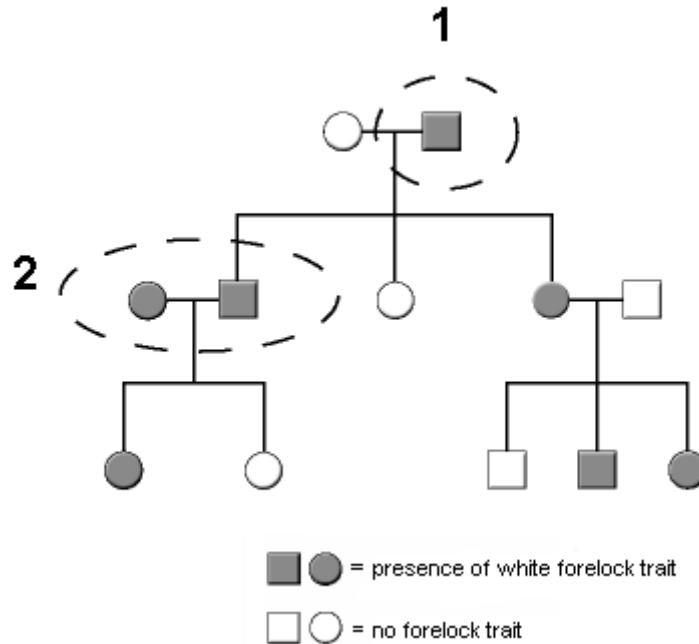 1
2
= presence of white forelock trait
= no forelock trait